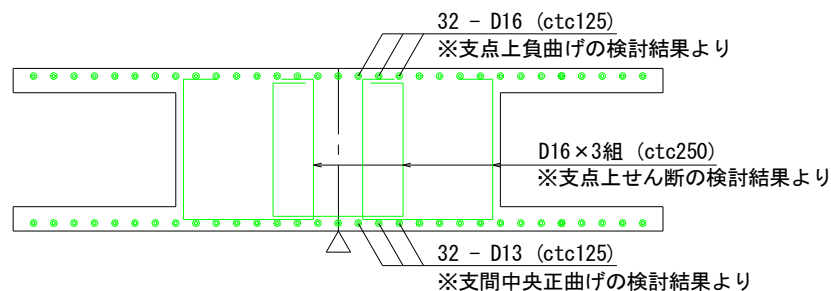 32 - D16 (ctc125)
※支点上負曲げの検討結果より
D16×3組 (ctc250)
※支点上せん断の検討結果より
32 - D13 (ctc125)
※支間中央正曲げの検討結果より